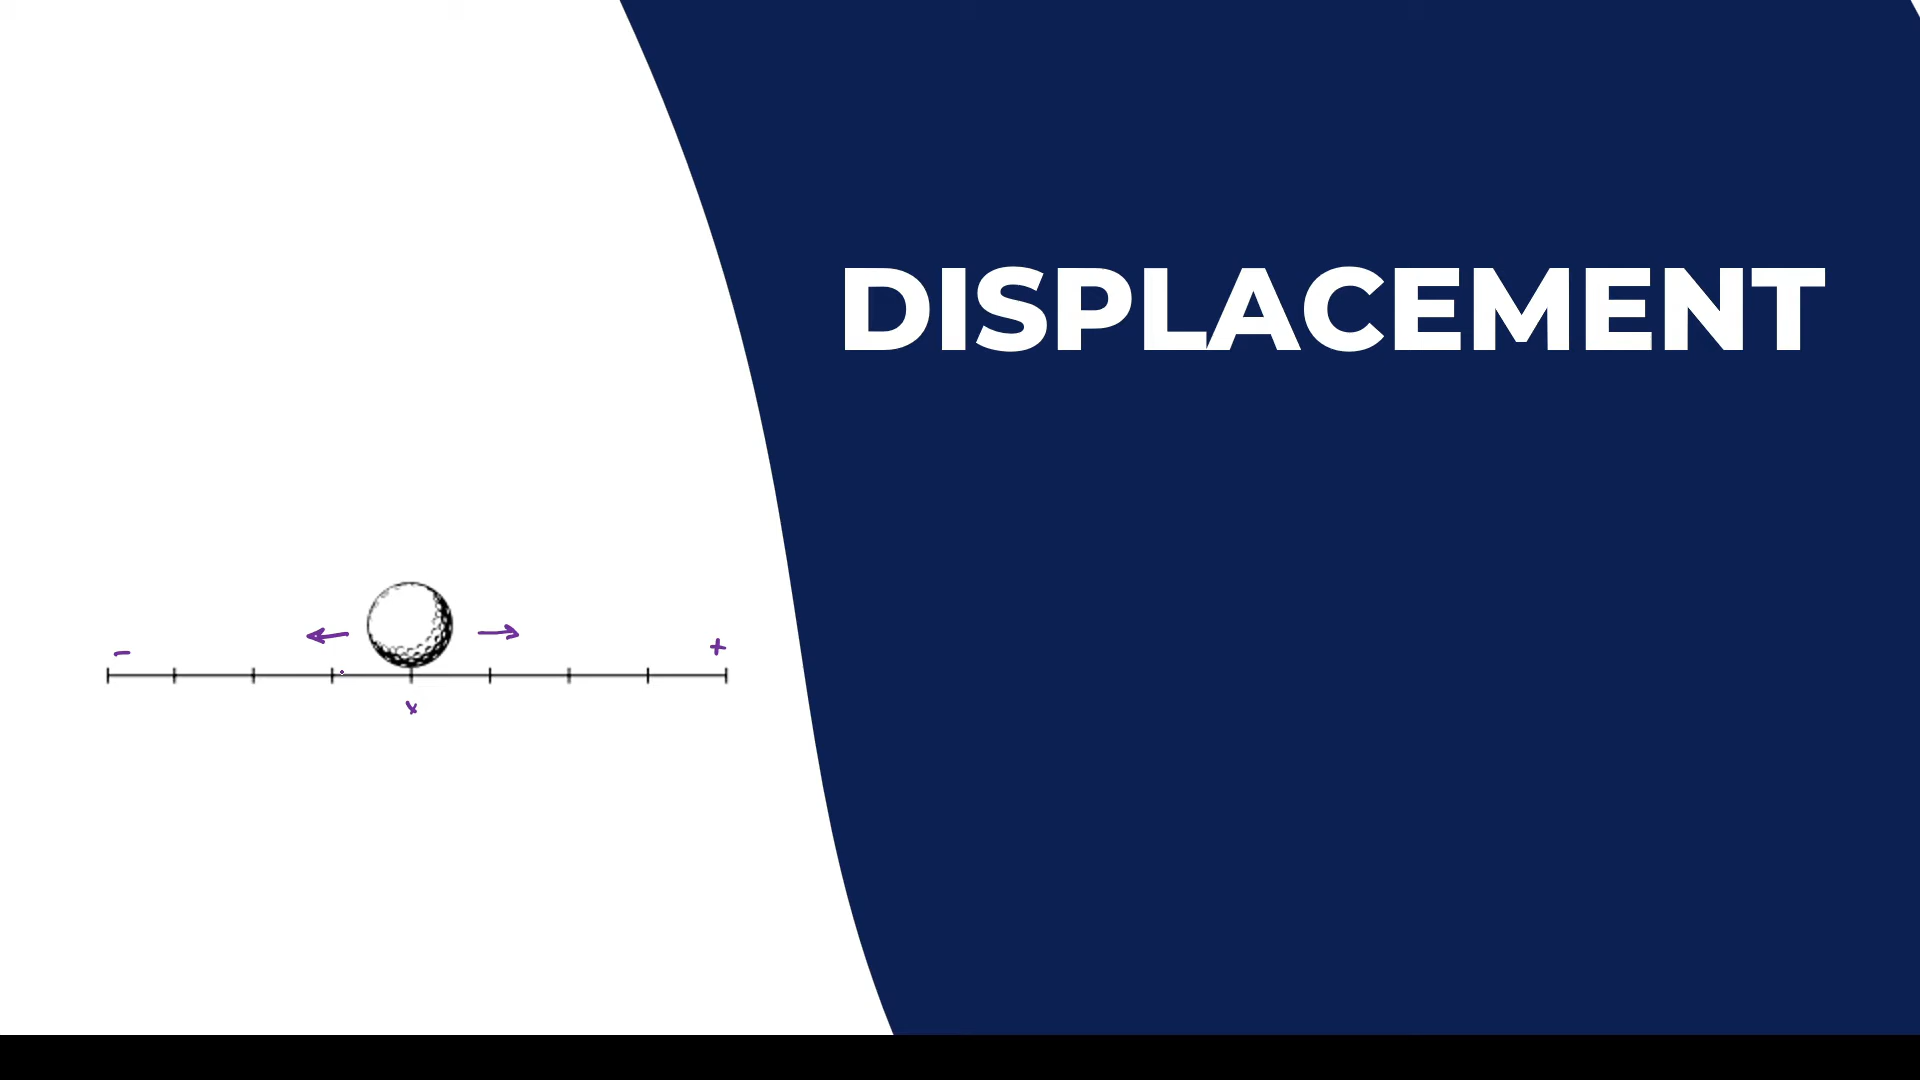 DISPLACEMENT
- +
x